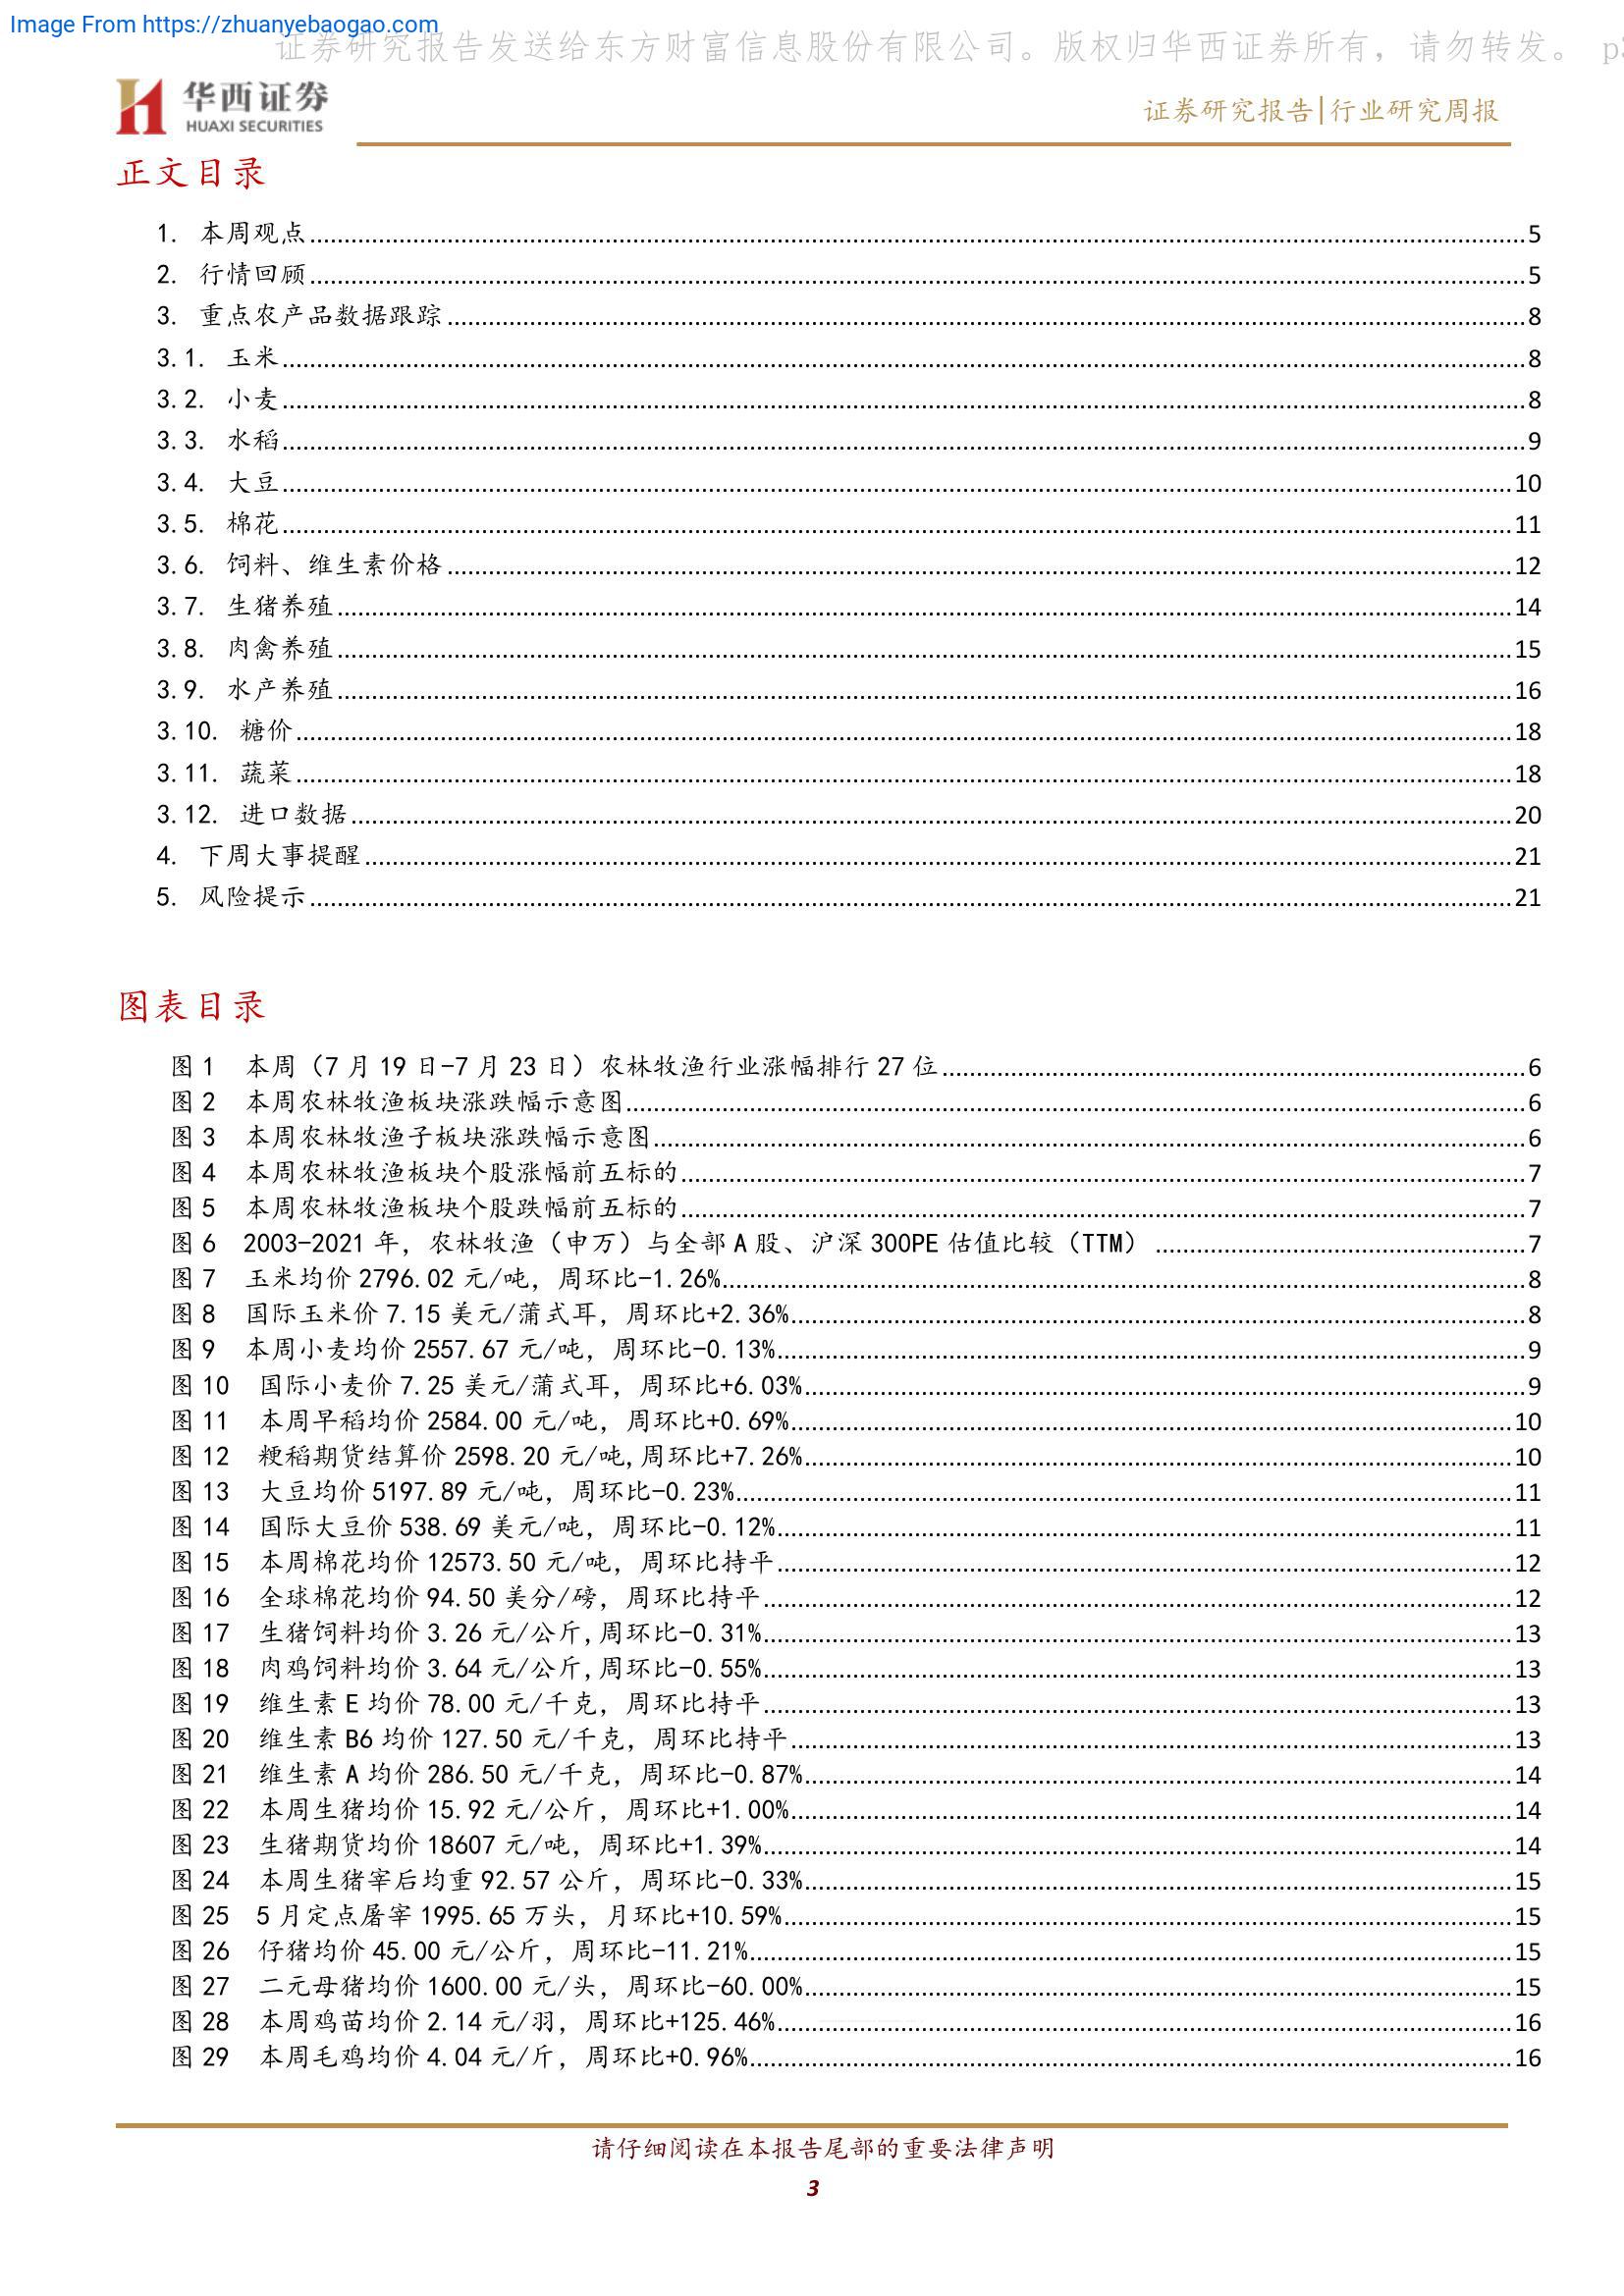 Image From https://zhuanyebaogao.com
证券研究报告发送给东方财富信息股份有限公司。版权归华西证券所有，请勿转发。 p3
华西证券
HUAXI SECURITIES
证券研究报告|行业研究周报
正文目录
1. 本周观点 5
2. 行情回顾 5
3. 重点农产品数据跟踪 8
3.1. 玉米 8
3.2. 小麦 8
3.3. 水稻 9
3.4. 大豆 10
3.5. 棉花 11
3.6. 饲料、维生素价格 12
3.7. 生猪养殖 14
3.8. 肉禽养殖 15
3.9. 水产养殖 16
3.10. 糖价 18
3.11. 蔬菜 18
3.12. 进口数据 20
4. 下周大事提醒 21
5. 风险提示 21
图表目录
图 1 本周（7 月 19 日-7 月 23 日）农林牧渔行业涨幅排行 27 位 6
图 2 本周农林牧渔板块涨跌幅示意图 6
图 3 本周农林牧渔子板块涨跌幅示意图 6
图 4 本周农林牧渔板块个股涨幅前五标的 7
图 5 本周农林牧渔板块个股跌幅前五标的 7
图 6 2003-2021 年，农林牧渔（申万）与全部 A 股、沪深 300PE 估值比较（TTM） 7
图 7 玉米均价 2796.02 元/吨，周环比-1.26% 8
图 8 国际玉米价 7.15 美元/蒲式耳，周环比+2.36% 8
图 9 本周小麦均价 2557.67 元/吨，周环比-0.13% 9
图 10 国际小麦价 7.25 美元/蒲式耳，周环比+6.03% 9
图 11 本周早稻均价 2584.00 元/吨，周环比+0.69% 10
图 12 粳稻期货结算价 2598.20 元/吨,周环比+7.26% 10
图 13 大豆均价 5197.89 元/吨，周环比-0.23% 11
图 14 国际大豆价 538.69 美元/吨，周环比-0.12% 11
图 15 本周棉花均价 12573.50 元/吨，周环比持平 12
图 16 全球棉花均价 94.50 美分/磅，周环比持平 12
图 17 生猪饲料均价 3.26 元/公斤,周环比-0.31% 13
图 18 肉鸡饲料均价 3.64 元/公斤,周环比-0.55% 13
图 19 维生素 E 均价 78.00 元/千克，周环比持平 13
图 20 维生素 B6 均价 127.50 元/千克，周环比持平 13
图 21 维生素 A 均价 286.50 元/千克，周环比-0.87% 14
图 22 本周生猪均价 15.92 元/公斤，周环比+1.00% 14
图 23 生猪期货均价 18607 元/吨，周环比+1.39% 14
图 24 本周生猪宰后均重 92.57 公斤，周环比-0.33% 15
图 25 5 月定点屠宰 1995.65 万头，月环比+10.59% 15
图 26 仔猪均价 45.00 元/公斤，周环比-11.21% 15
图 27 二元母猪均价 1600.00 元/头，周环比-60.00% 15
图 28 本周鸡苗均价 2.14 元/羽，周环比+125.46% 16
图 29 本周毛鸡均价 4.04 元/斤，周环比+0.96% 16
请仔细阅读在本报告尾部的重要法律声明
3